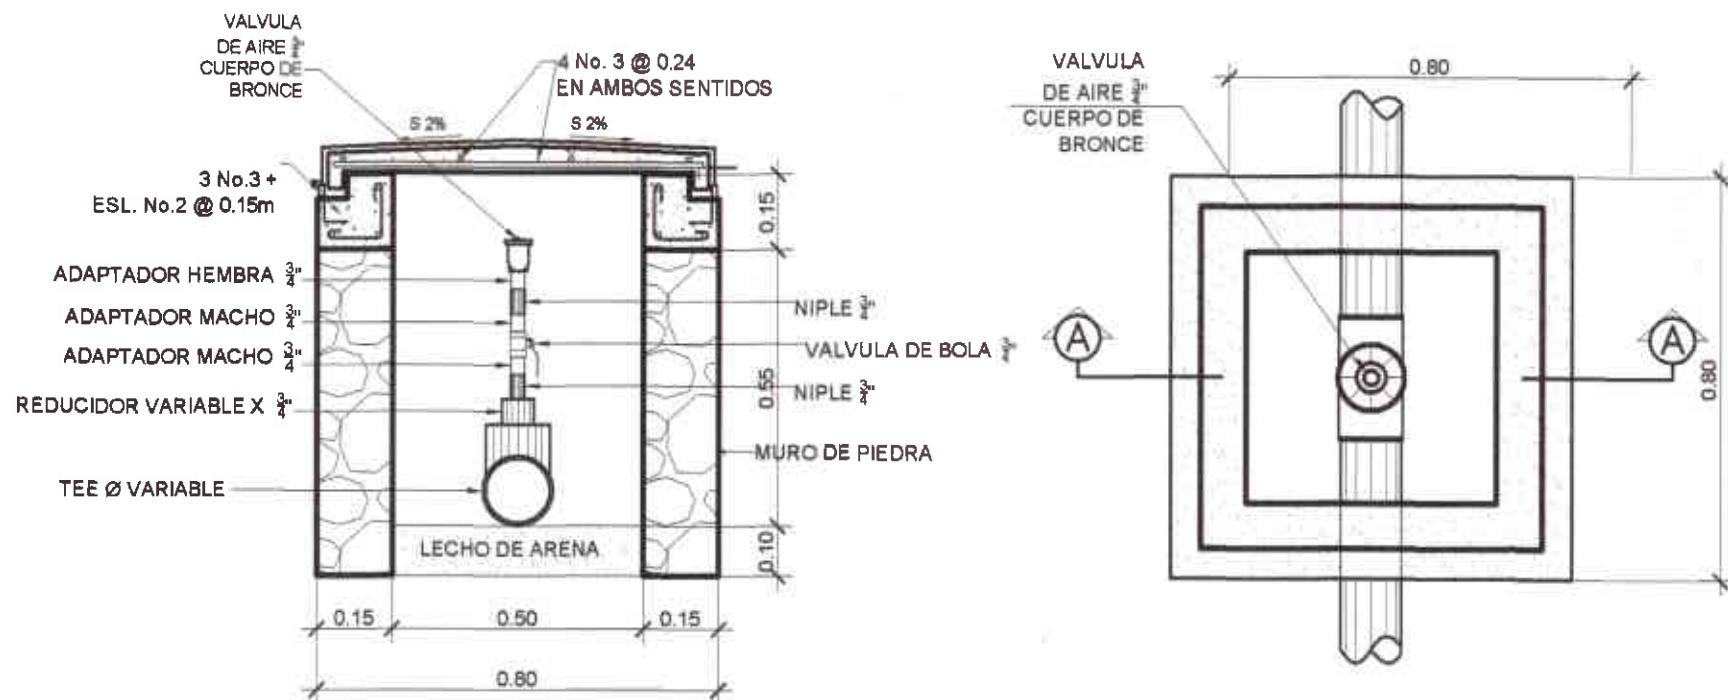 VALVULA
DE AIRE
CUERPO DE
BRONCE
4 No. 3 @ 0.24
EN AMBOS SENTIDOS
S 2%
S 2%
3 No.3 +
ESL. No.2 @ 0.15m
0.15
ADAPTADOR HEMBRA 3/4"
ADAPTADOR MACHO 3/4"
ADAPTADOR MACHO 3/4"
REDUCIDOR VARIABLE X 3/4"
TEE Ø VARIABLE
NIPLE 3/4"
VALVULA DE BOLA
NIPLE 3/4"
0.55
MURO DE PIEDRA
LECHO DE ARENA
0.10
0.15
0.50
0.15
0.80
VALVULA
DE AIRE 3/4"
CUERPO DE
BRONCE
0.80
A
A
0.80